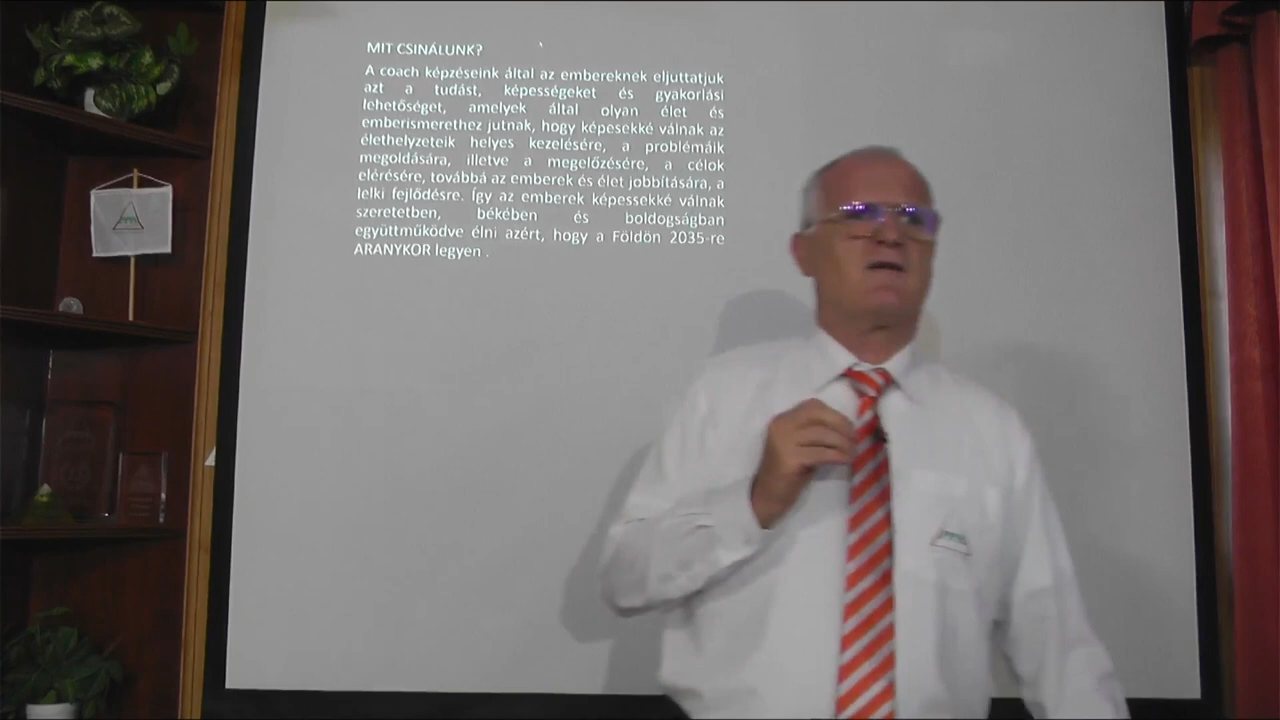 MIT CSINÁLUNK?
A coach képzéseink által az embereknek eljuttatjuk
azt a tudást, képességeket és gyakorlási
lehetőséget, amelyek által olyan élet és
emberismerethez jutnak, hogy képesekké válnak az
élethelyzeteik helyes kezelésére, a problémáik
megoldására, illetve a megelőzésére, a célok
elérésére, továbbá az emberek és élet jobbítására, a
lelki fejlődésre. Így az emberek képessekké válnak
szeretetben, békében és boldogságban
együttműködve élni azért, hogy a Földön 2035-re
ARANYKOR legyen .